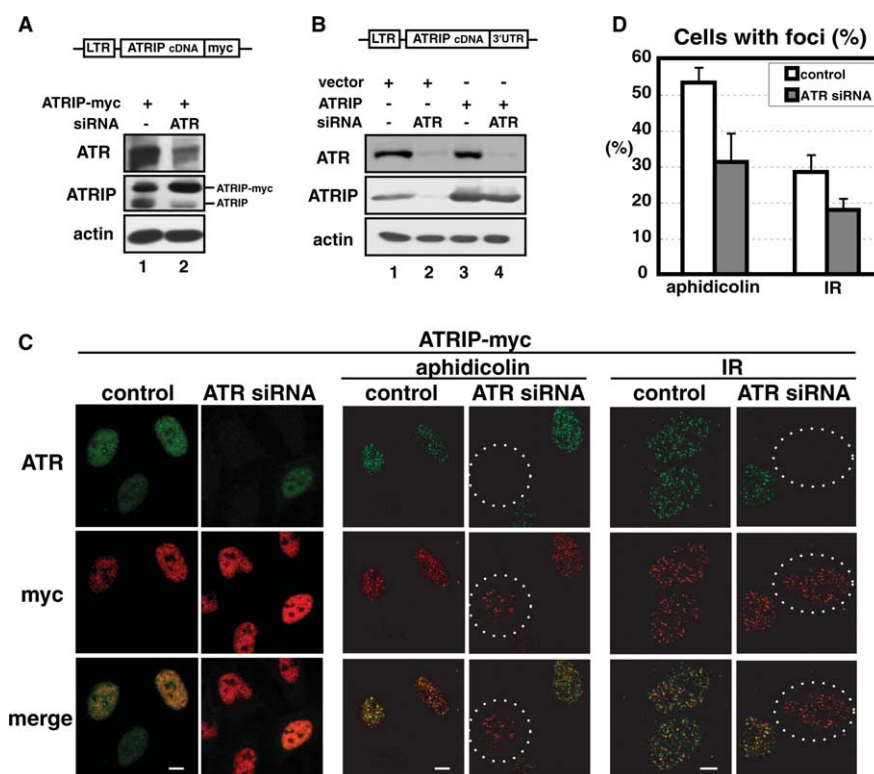 A
LTR ATRIP cDNA myc
ATRIP-myc + +
siRNA - ATR
ATR
ATRIP
ATRIP-myc
ATRIP
actin
1 2
B
LTR ATRIP cDNA 3'UTR
vector + + - -
ATRIP - - + +
siRNA - ATR - ATR
ATR
ATRIP
actin
1 2 3 4
D
Cells with foci (%)
control
ATR siRNA
(%)
60
50
40
30
20
10
0
aphidicolin IR
C
ATRIP-myc
aphidicolin IR
control ATR siRNA control ATR siRNA control ATR siRNA
ATR
myc
merge